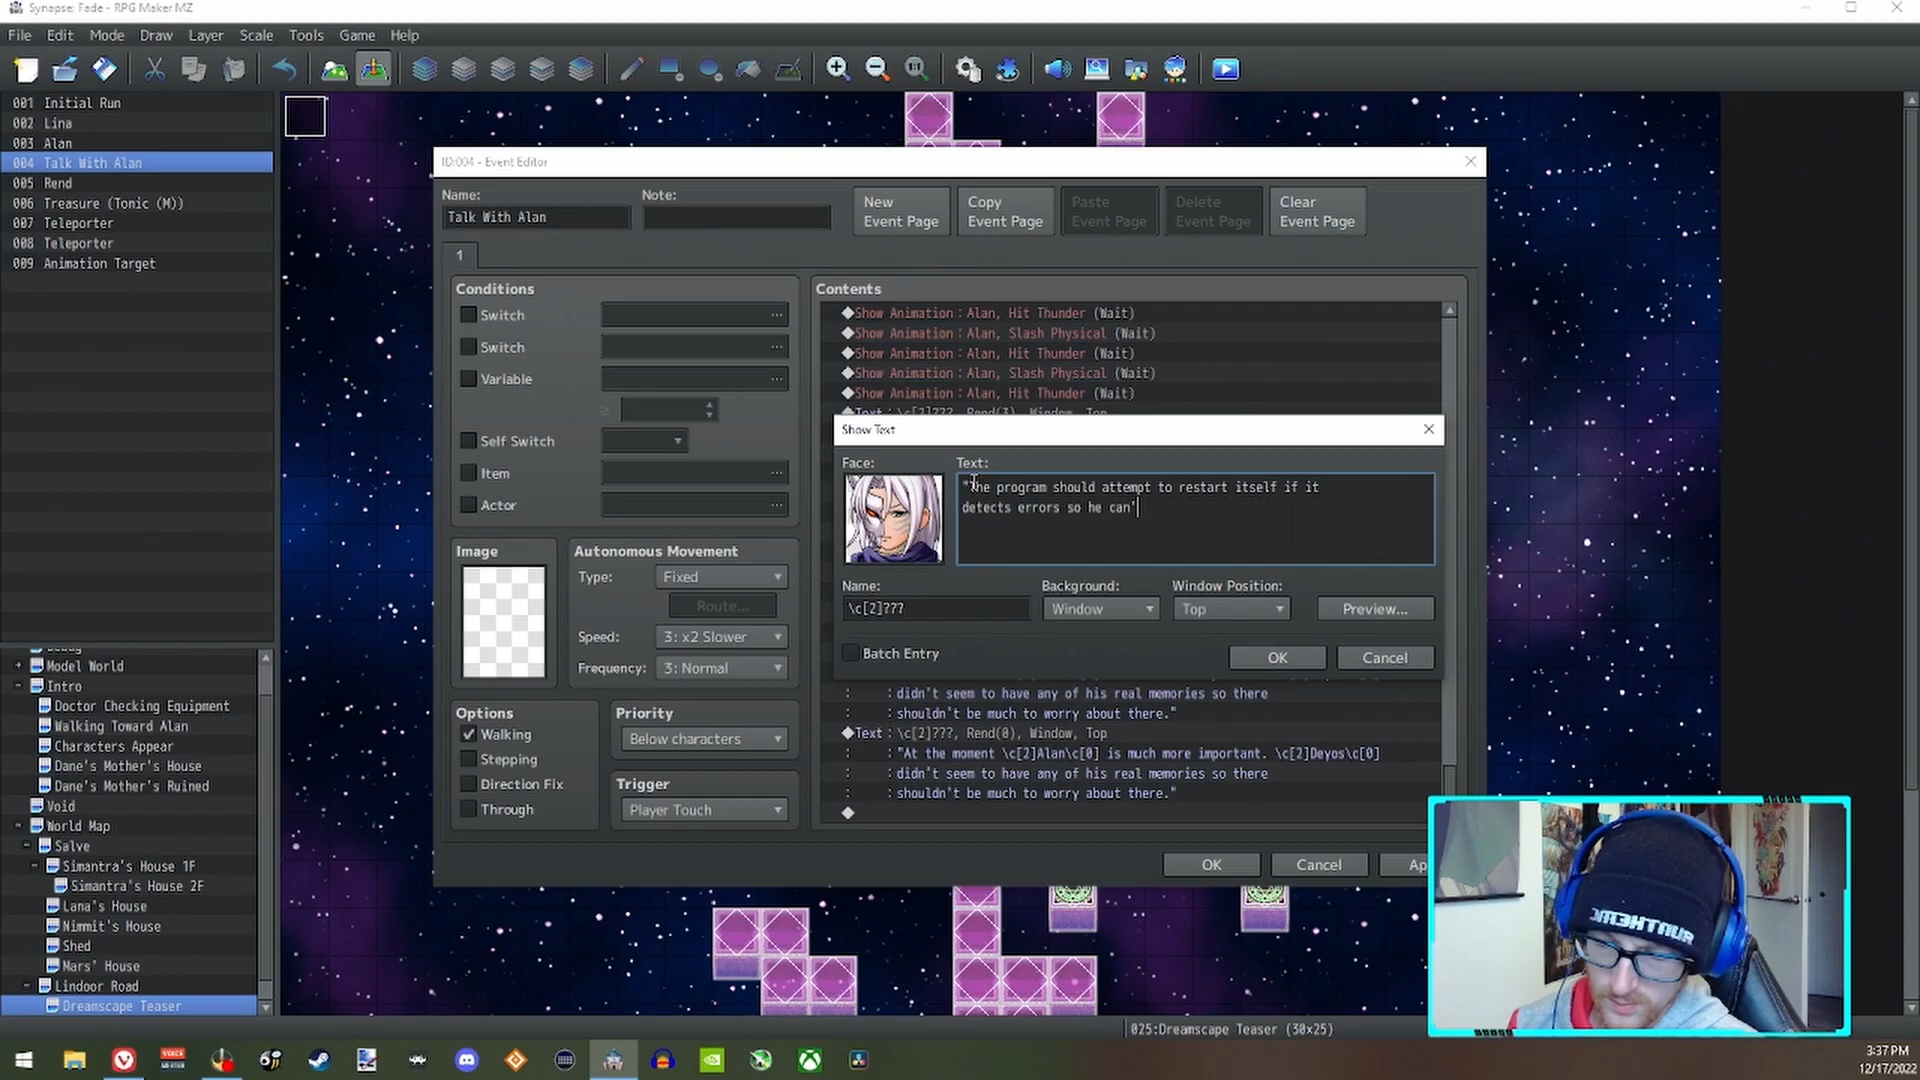 Synapse: Fade - RPG Maker MZ
File Edit Mode Draw Layer Scale Tools Game Help
001 Initial Run
002 Lina
003 Alan
004 Talk With Alan
005 Rend
006 Treasure (Tonic (M))
007 Teleporter
008 Teleporter
009 Animation Target
ID:004 - Event Editor
Name:
Talk With Alan
Note:
New
Event Page
Copy
Event Page
Paste
Event Page
Delete
Event Page
Clear
Event Page
1
Conditions
Switch
Switch
Variable
≥
Self Switch
Item
Actor
Image
Autonomous Movement
Type: Fixed
Route...
Speed: 3: x2 Slower
Frequency: 3: Normal
Options
Walking
Stepping
Direction Fix
Through
Priority
Below characters
Trigger
Player Touch
Contents
◆Show Animation：Alan, Hit Thunder (Wait)
◆Show Animation：Alan, Slash Physical (Wait)
◆Show Animation：Alan, Hit Thunder (Wait)
◆Show Animation：Alan, Slash Physical (Wait)
◆Show Animation：Alan, Hit Thunder (Wait)
◆Text：\c[2]???, Rend(3), Window, Top
Show Text
Face:
Text:
"The program should attempt to restart itself if it
detects errors so he can'
Name:
\c[2]???
Background:
Window
Window Position:
Top
Preview...
Batch Entry
OK
Cancel
: : didn't seem to have any of his real memories so there
: : shouldn't be much to worry about there."
◆Text：\c[2]???, Rend(0), Window, Top
: : "At the moment \c[2]Alan\c[0] is much more important. \c[2]Deyos\c[0]
: : didn't seem to have any of his real memories so there
: : shouldn't be much to worry about there."
◆
OK
Cancel
Ap
Model World
Intro
Doctor Checking Equipment
Walking Toward Alan
Characters Appear
Dane's Mother's House
Dane's Mother's Ruined
Void
World Map
Salve
Simantra's House 1F
Simantra's House 2F
Lana's House
Nimmit's House
Shed
Mars' House
Lindoor Road
Dreamscape Teaser
025:Dreamscape Teaser (30x25)
3:37 PM
12/17/2022